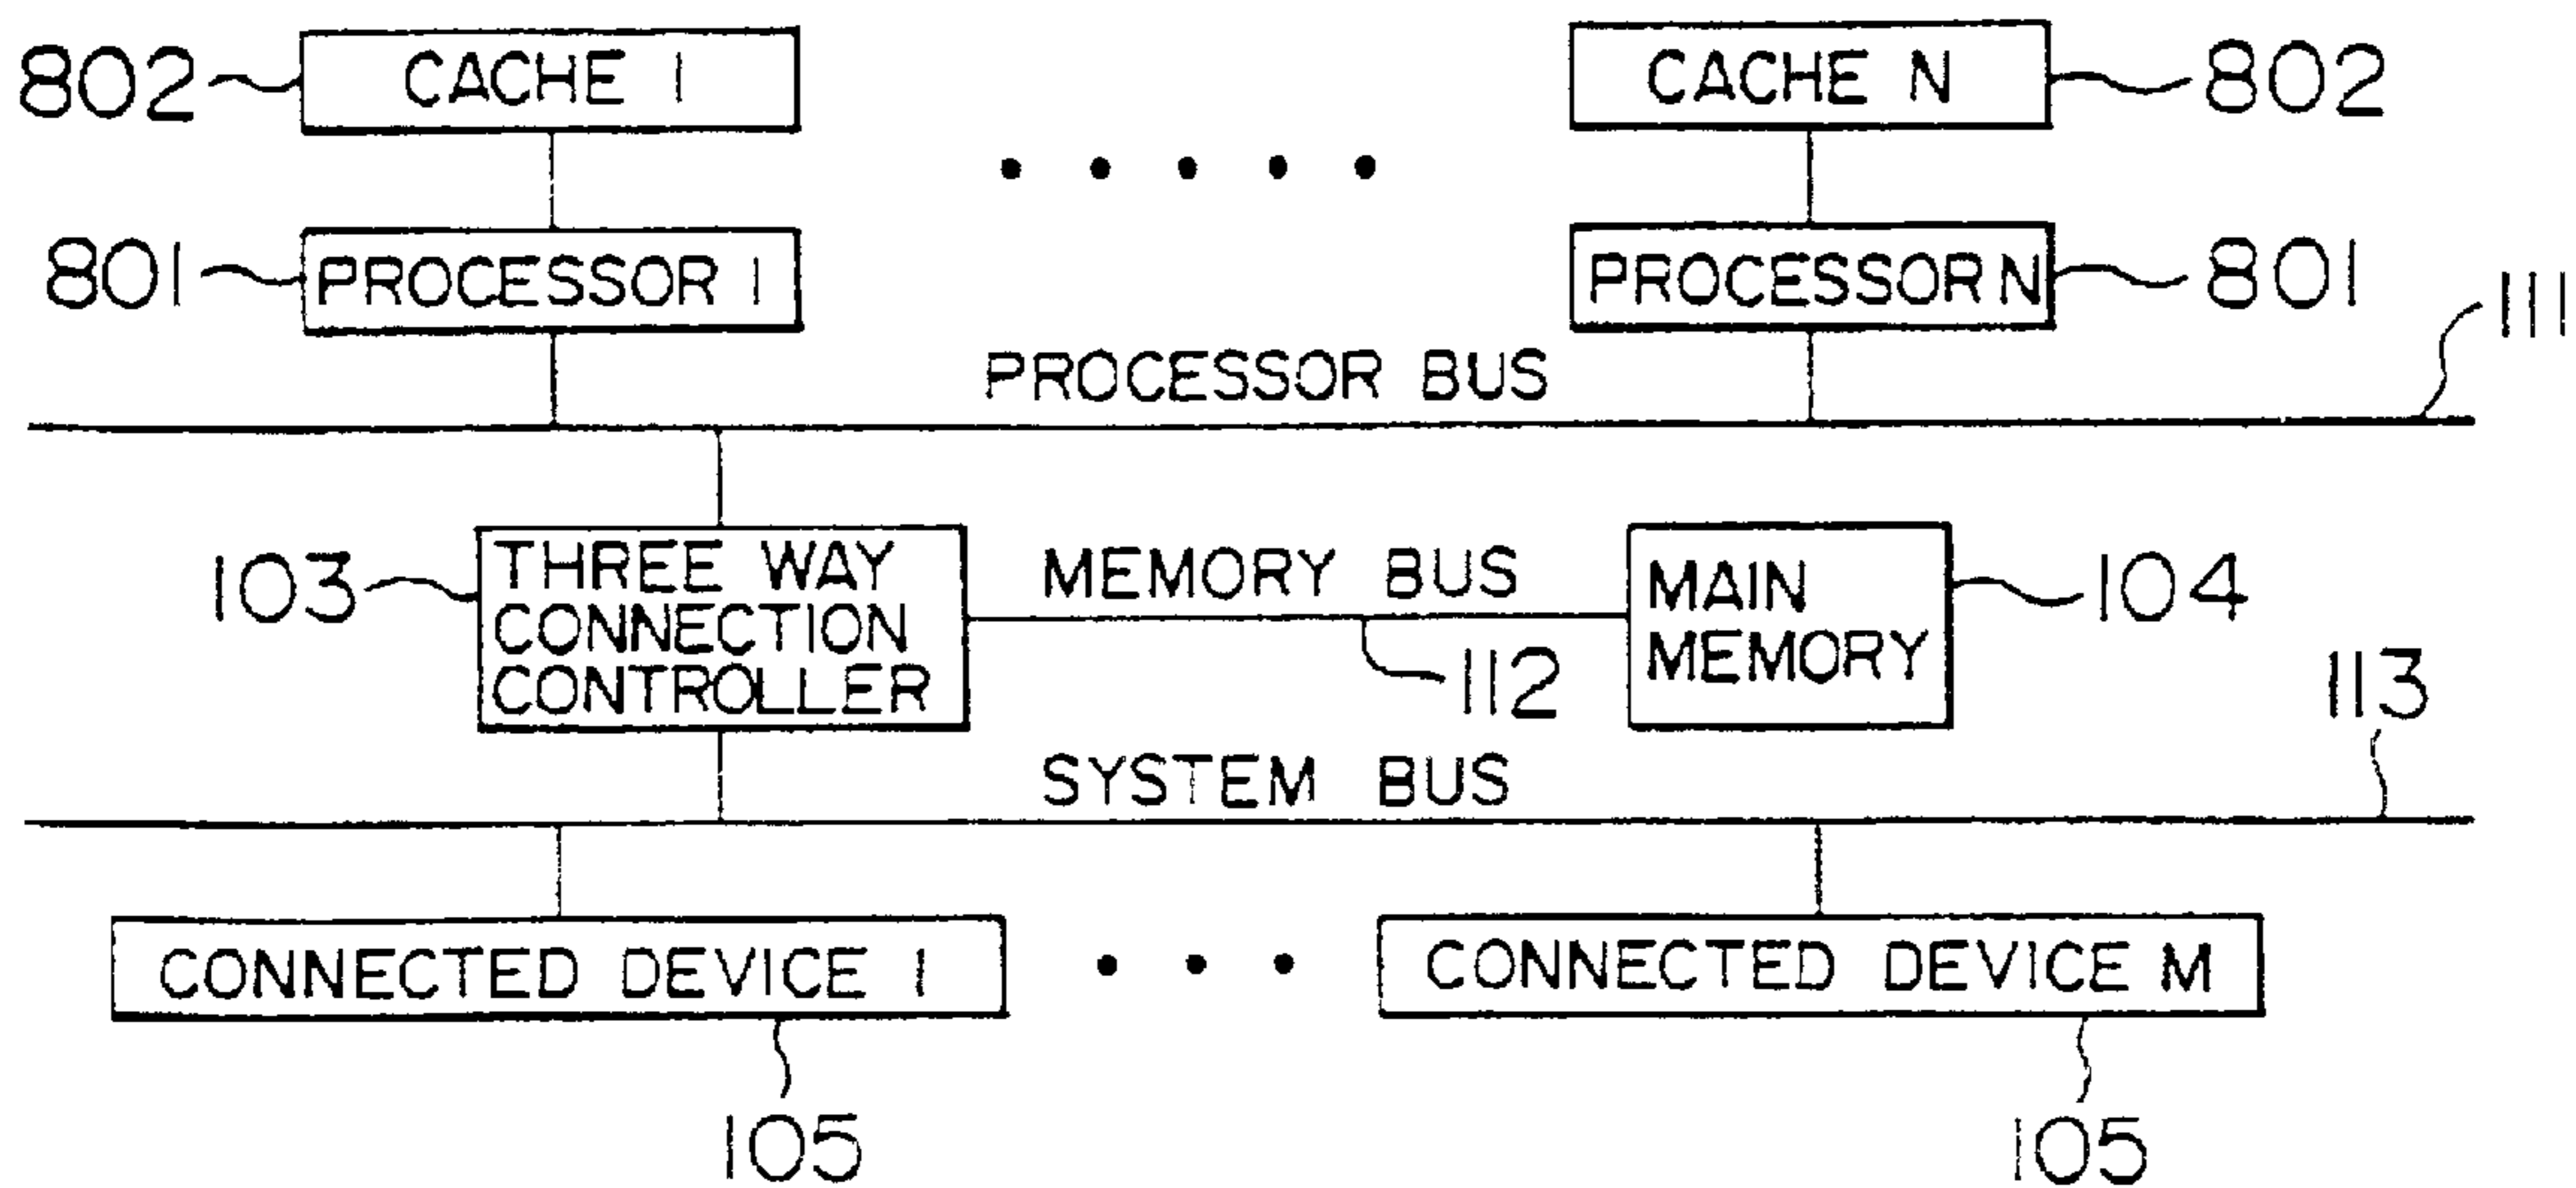 802 CACHE 1 CACHE N 802
801 PROCESSOR 1 PROCESSOR N 801
111
PROCESSOR BUS
103 THREE WAY CONNECTION CONTROLLER
MEMORY BUS
112
MAIN MEMORY
104
113
SYSTEM BUS
CONNECTED DEVICE 1 CONNECTED DEVICE M
105 105